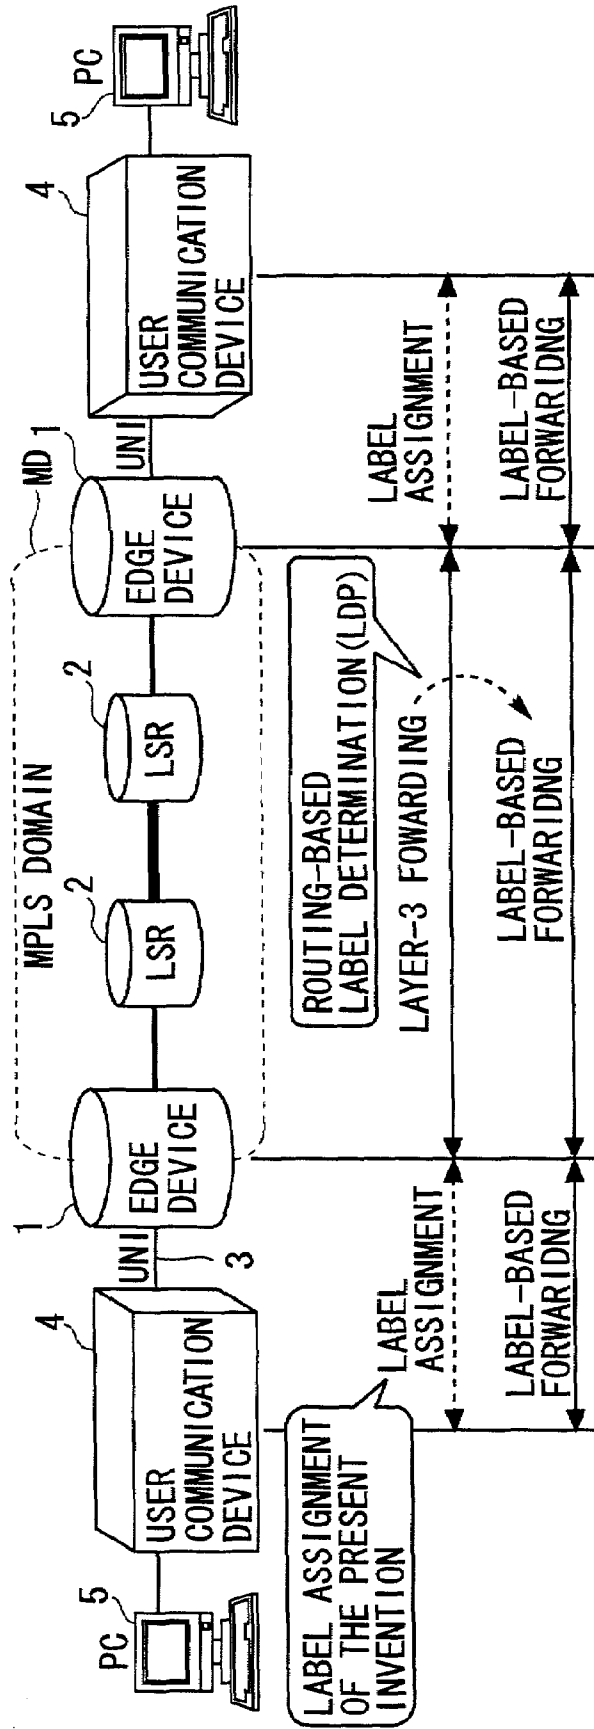 MPLS DOMAIN
MD
PC
5
4
USER
COMMUNICATION
DEVICE
UNI
3
1
EDGE
DEVICE
2
LSR
2
LSR
1
EDGE
DEVICE
UNI
4
USER
COMMUNICATION
DEVICE
5
PC
LABEL ASSIGNMENT
OF THE PRESENT
INVENTION
LABEL
ASSIGNMENT
ROUTING-BASED
LABEL DETERMINATION(LDP)
LAYER-3 FOWARDING
LABEL
ASSIGNMENT
LABEL-BASED
FORWARIDNG
LABEL-BASED
FORWARIDNG
LABEL-BASED
FORWARIDNG